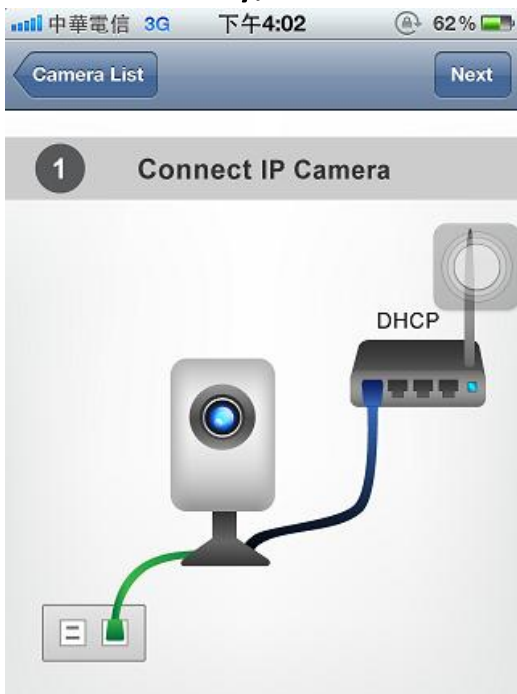 中華電信 3G 下午4:02 62%
Camera List Next
1 Connect IP Camera
DHCP